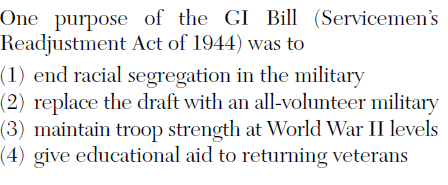 One purpose of the GI Bill (Servicemen’s
Readjustment Act of 1944) was to
(1) end racial segregation in the military
(2) replace the draft with an all-volunteer military
(3) maintain troop strength at World War II levels
(4) give educational aid to returning veterans